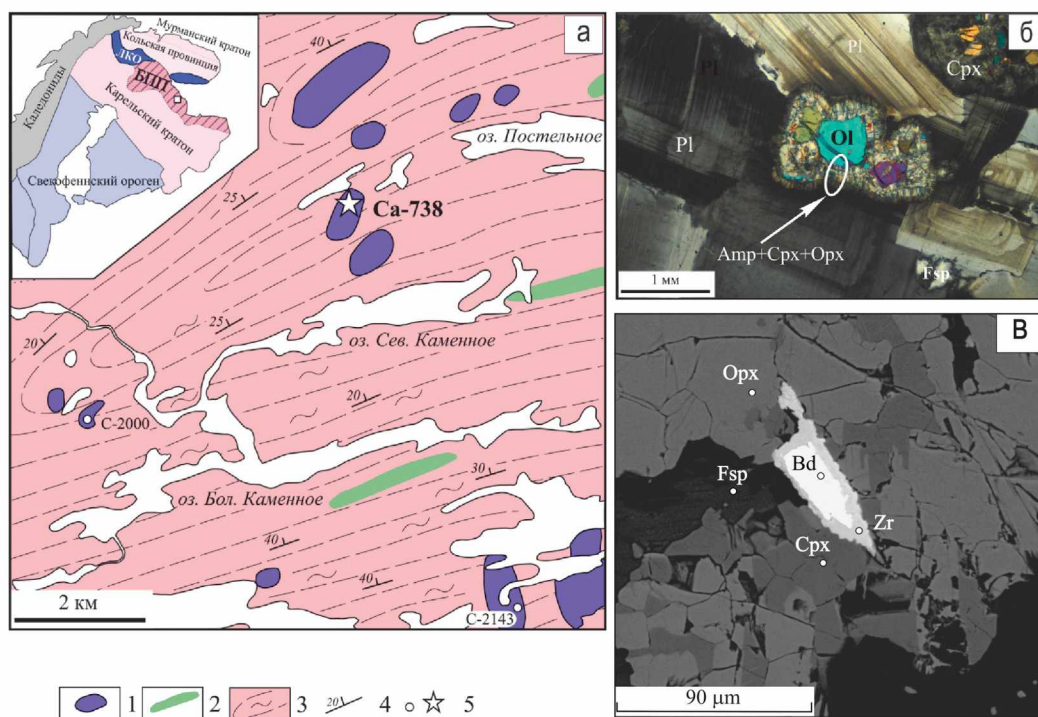 а
Мурманский кратон
Кольская провинция
ЛКО
БПП
Каледониды
Карельский кратон
Свекофеннский ороген
40
оз. Постельное
25
Са-738
25
20
оз. Сев. Каменное
20
С-2000
30
оз. Бол. Каменное
40
40
2 км
С-2143
1
2
3
20
4
5
б
Pl
Cpx
Pl
Pl
Ol
Amp+Cpx+Opx
Fsp
1 мм
в
Opx
Bd
Fsp
Zr
Cpx
90 μm